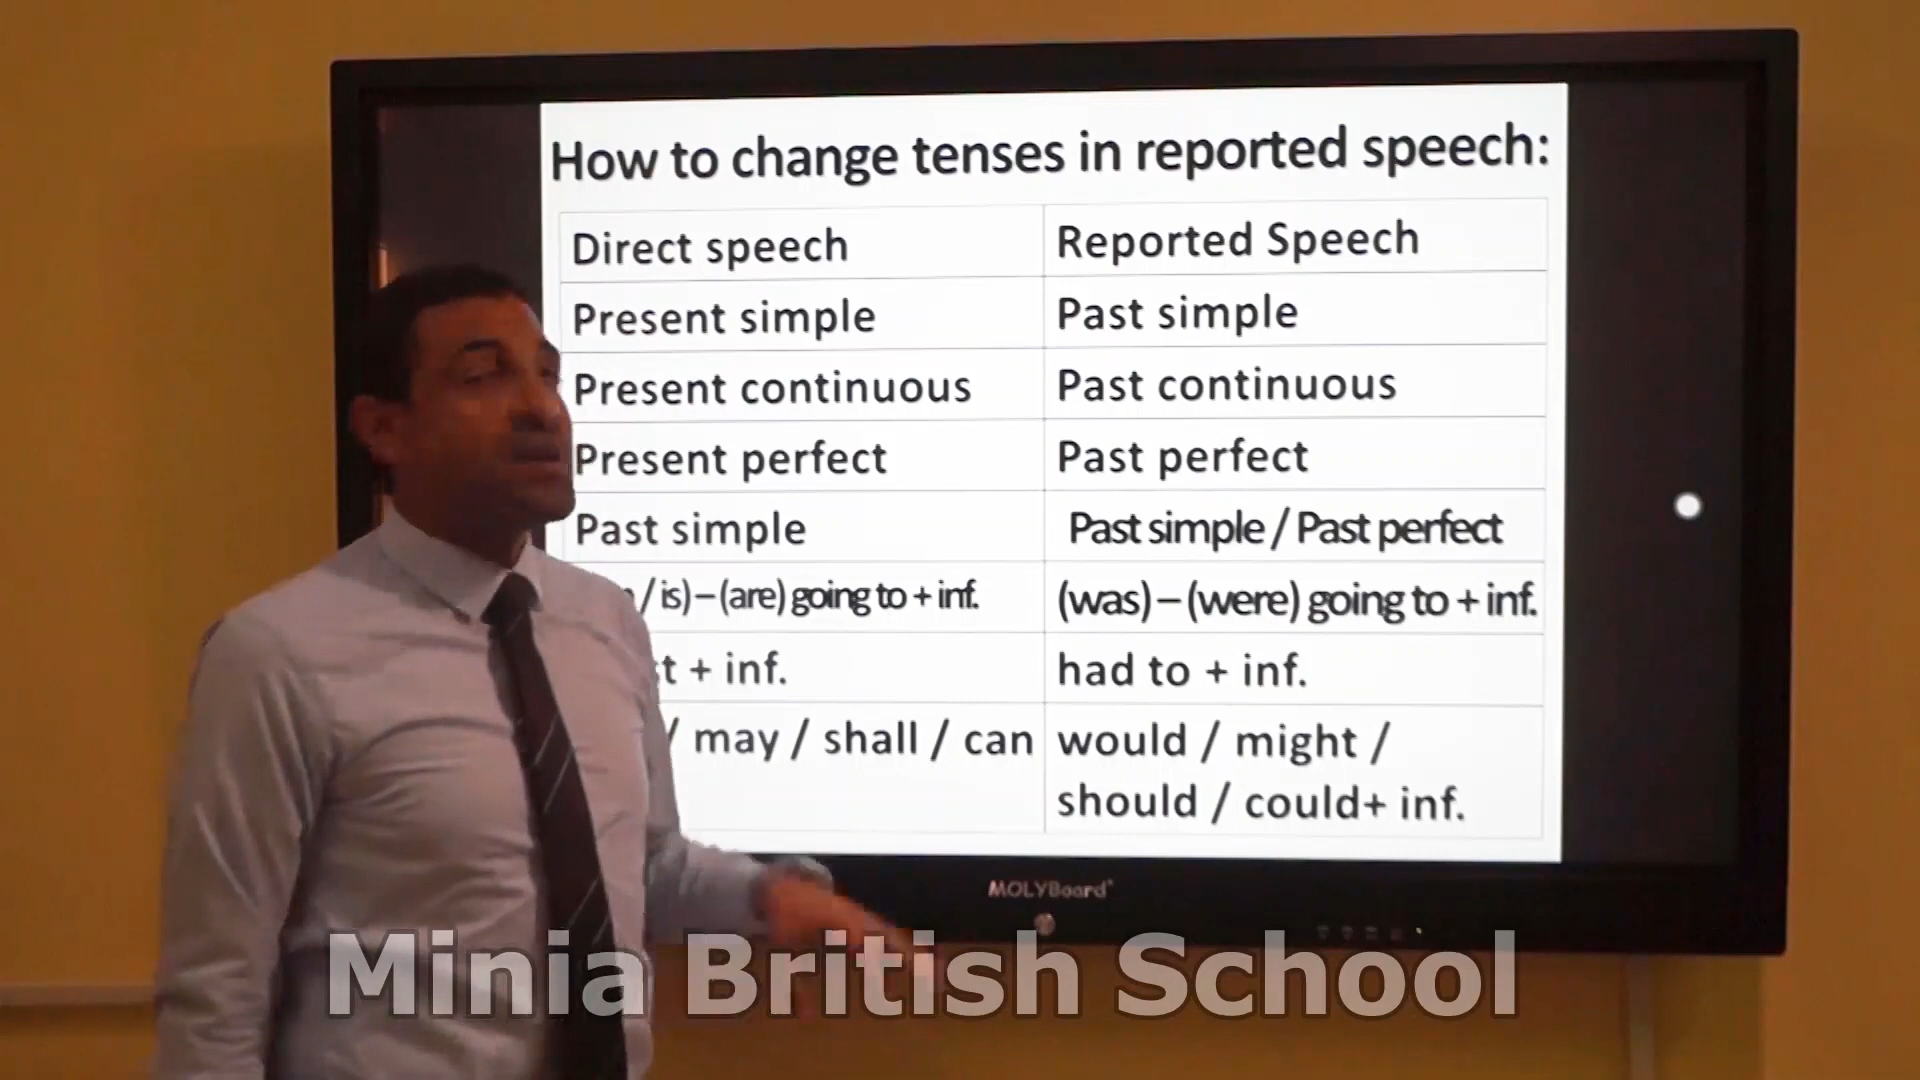 How to change tenses in reported speech:
Direct speech
Reported Speech
Present simple
Past simple
Present continuous
Past continuous
Present perfect
Past perfect
Past simple
Past simple / Past perfect
/ is) – (are) going to + inf.
(was) – (were) going to + inf.
+ inf.
had to + inf.
/ may / shall / can
would / might /
should / could+ inf.
MOLYBoard
Minia British School